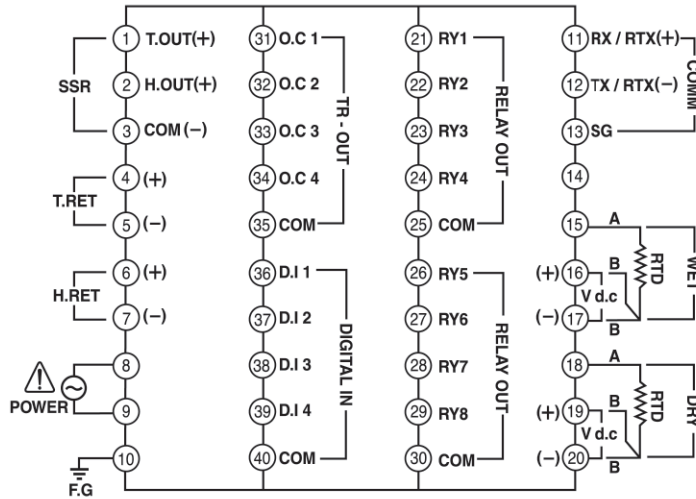 SSR
1 T.OUT(+)
2 H.OUT(+)
3 COM(-)
T.RET
4 (+)
5 (-)
H.RET
6 (+)
7 (-)
POWER
8
9
10
F.G
31 O.C 1
32 O.C 2
33 O.C 3
34 O.C 4
35 COM
TR - OUT
36 D.I 1
37 D.I 2
38 D.I 3
39 D.I 4
40 COM
DIGITAL IN
21 RY1
22 RY2
23 RY3
24 RY4
25 COM
RELAY OUT
26 RY5
27 RY6
28 RY7
29 RY8
30 COM
RELAY OUT
11 RX / RTX(+)
12 TX / RTX(-)
13 SG
COMM
14
15 A
(+) 16 B
V d.c
(-) 17 B
RTD
WET
18 A
(+) 19 B
V d.c
(-) 20 B
RTD
DRY